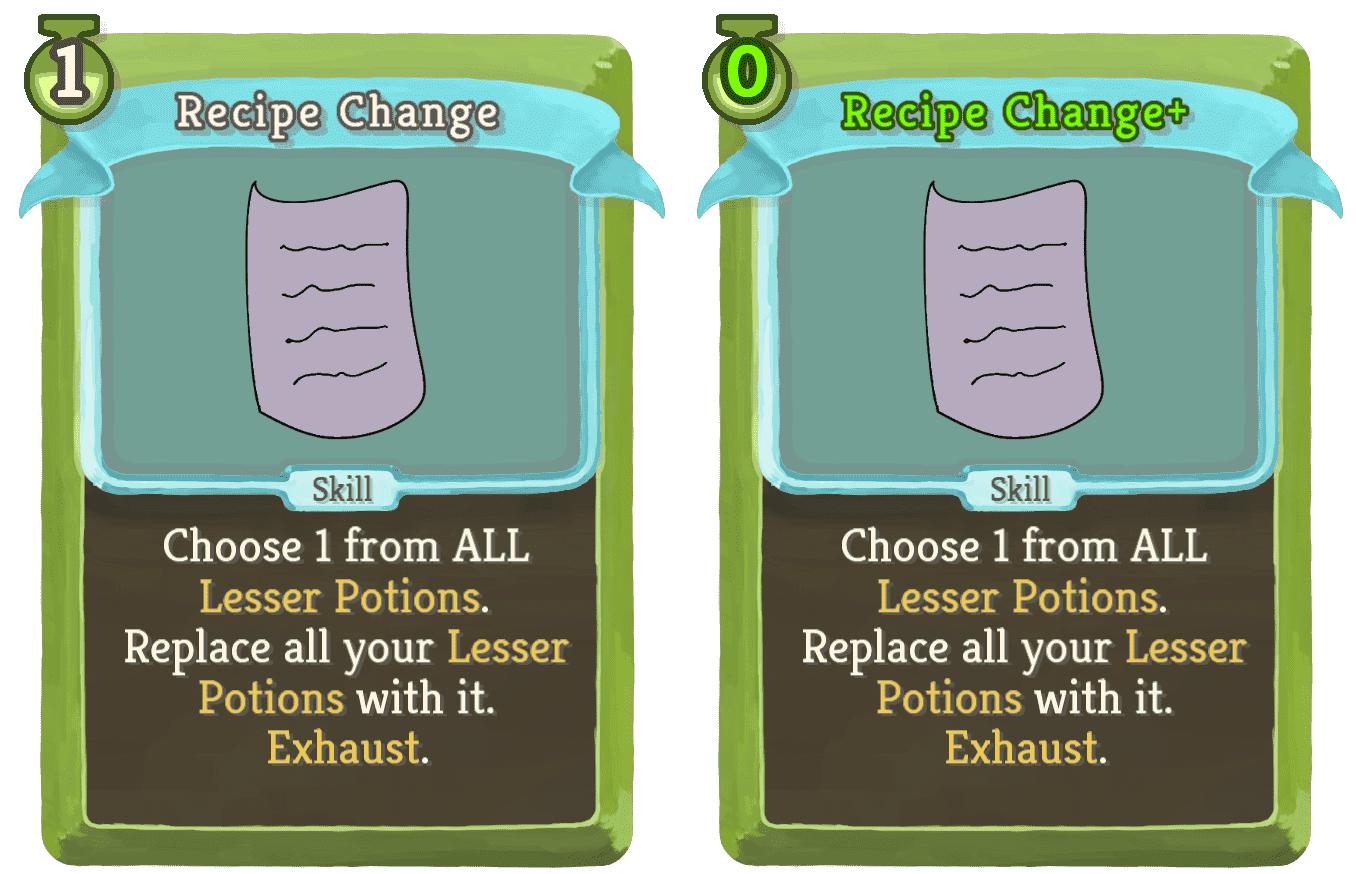 1
Recipe Change
Skill
Choose 1 from ALL
Lesser Potions.
Replace all your Lesser
Potions with it.
Exhaust.
0
Recipe Change+
Skill
Choose 1 from ALL
Lesser Potions.
Replace all your Lesser
Potions with it.
Exhaust.